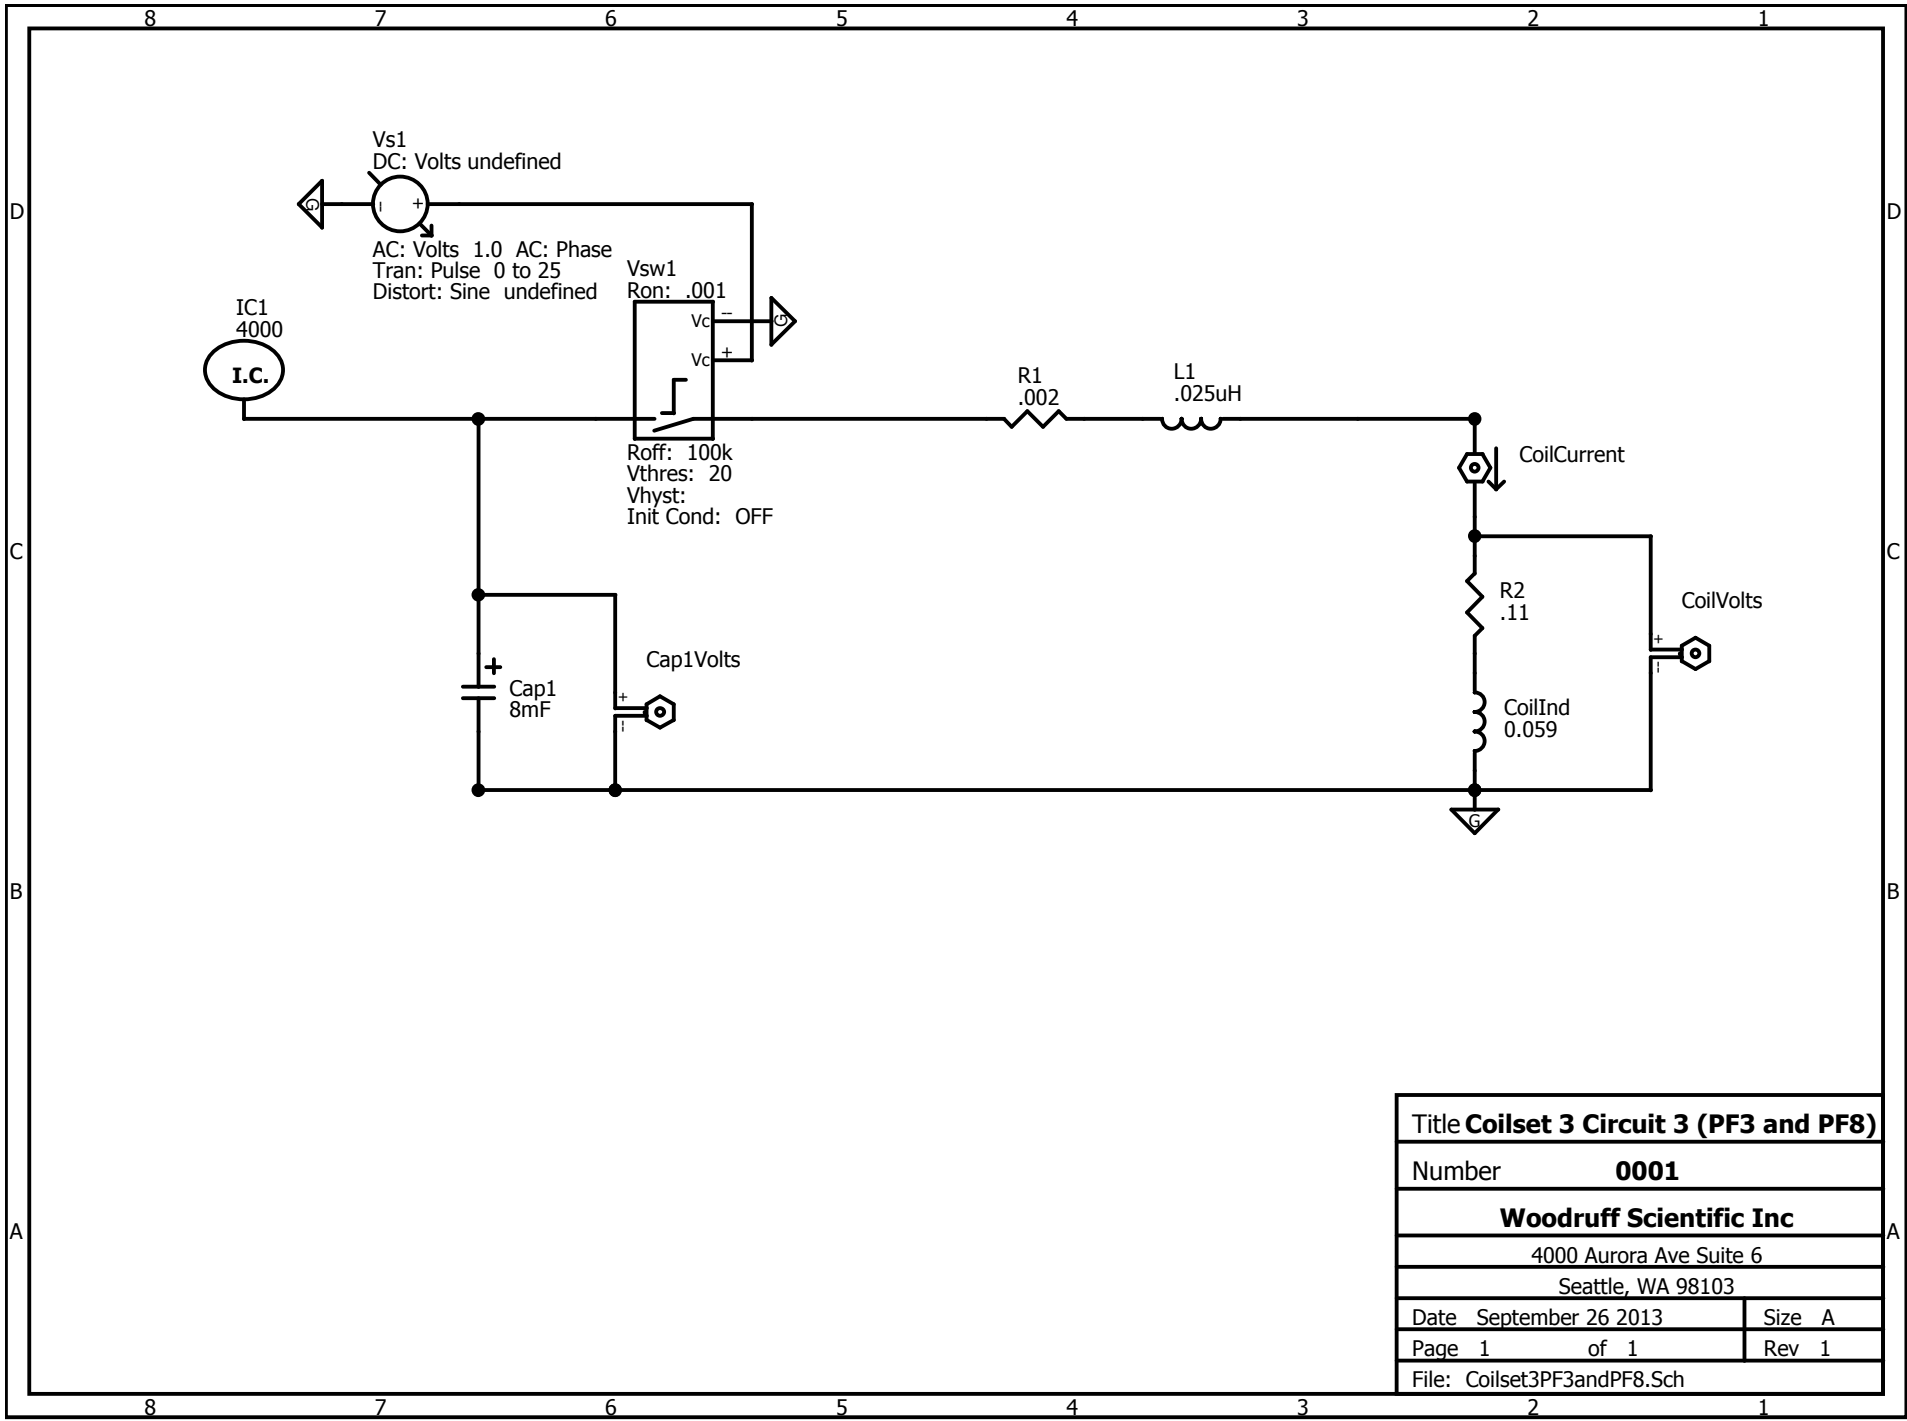 8 7 6 5 4 3 2 1
Vs1
DC: Volts undefined
D
G
- +
D
AC: Volts 1.0 AC: Phase
Tran: Pulse 0 to 25
Distort: Sine undefined
Vsw1
Ron: .001
IC1
4000
Vc --
G
Vc +
I.C.
R1
.002
L1
.025uH
Roff: 100k
Vthres: 20
Vhyst:
Init Cond: OFF
CoilCurrent
C
C
R2
.11
CoilVolts
+
--
Cap1Volts
+
Cap1
8mF
+
--
CoilInd
0.059
G
B
B
Title Coilset 3 Circuit 3 (PF3 and PF8)
Number 0001
Woodruff Scientific Inc
A
A
4000 Aurora Ave Suite 6
Seattle, WA 98103
Date September 26 2013 Size A
Page 1 of 1 Rev 1
File: Coilset3PF3andPF8.Sch
8 7 6 5 4 3 2 1